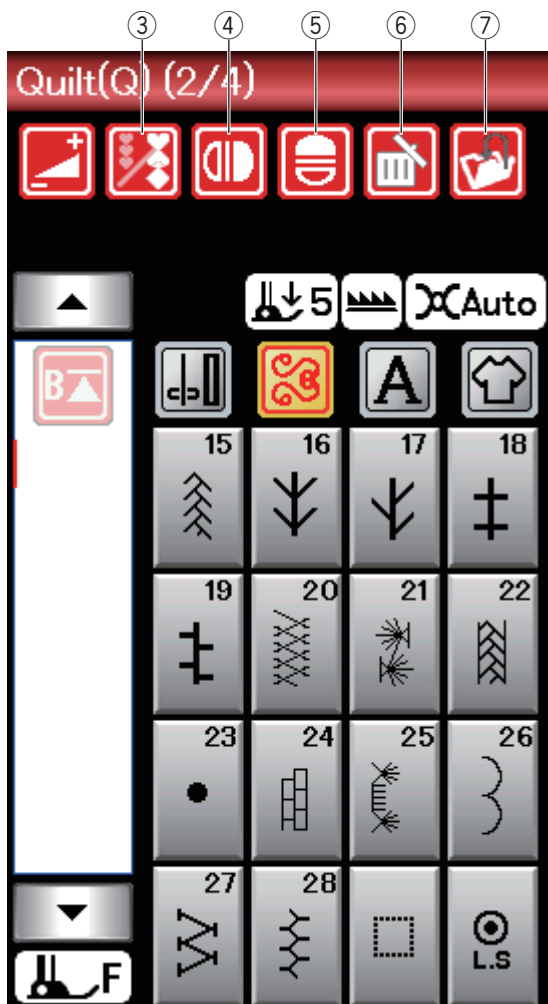 ③ ④ ⑤ ⑥ ⑦
Quilt(Q) (2/4)
5 Auto
B A
15 16 17 18
19 20 21 22
23 24 25 26
27 28
L.S
F